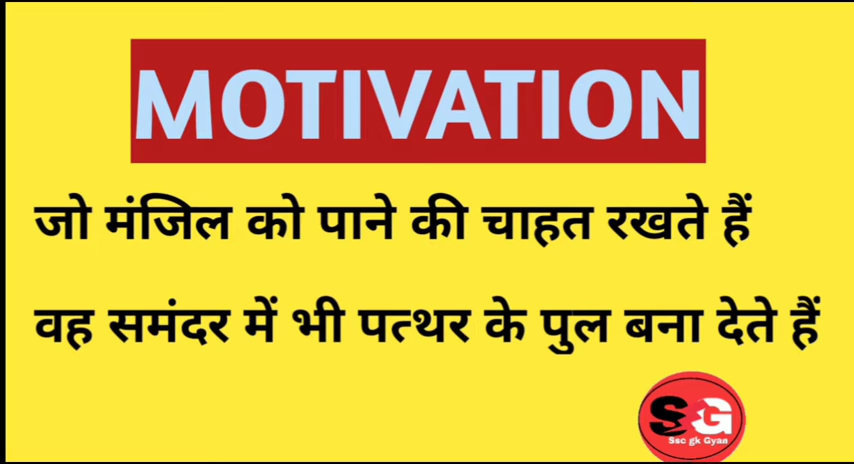 MOTIVATION
जो मंजिल को पाने की चाहत रखते हैं
वह समंदर में भी पत्थर के पुल बना देते हैं
SG
Ssc gk Gyan